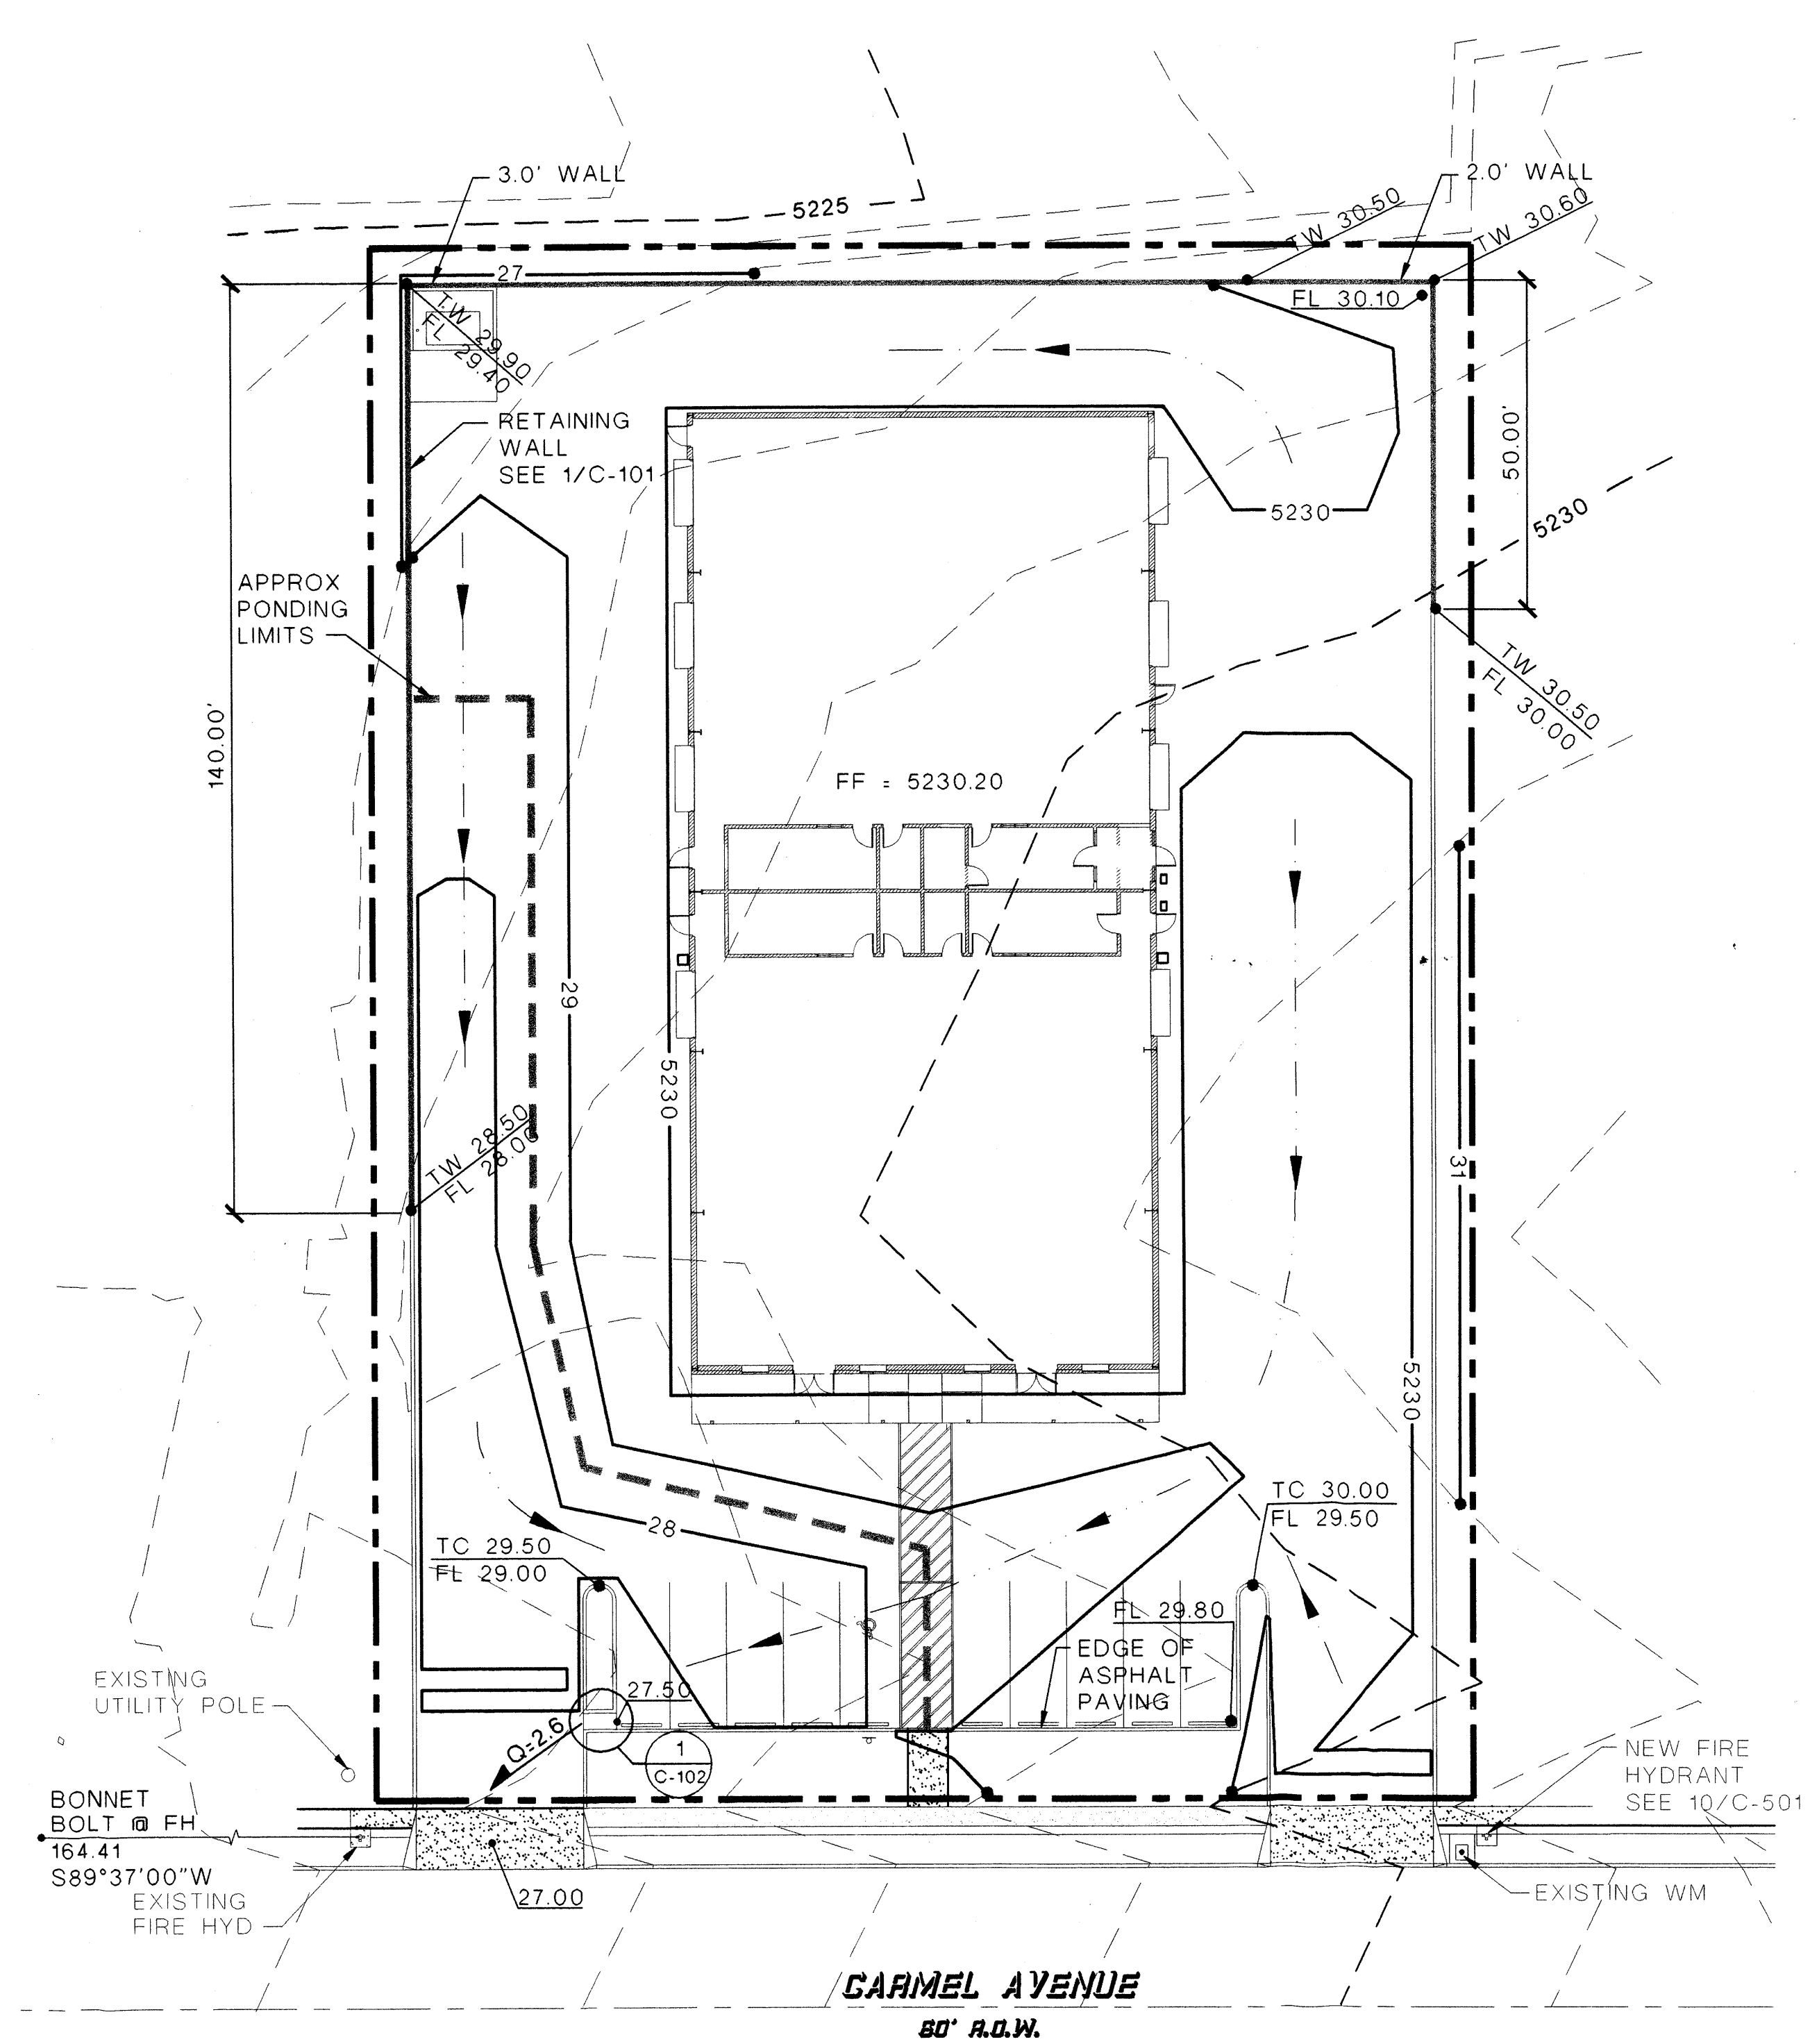 3.0' WALL
2.0' WALL
5225
TW 30.50
TW 30.60
27
FL 30.10
TW 29.90
FL 29.40
RETAINING
WALL
SEE 1/C-101
50.00'
5230
5230
APPROX
PONDING
LIMITS
TW 30.50
FL 30.00
140.00'
FF = 5230.20
29
5230
31
TW 28.50
FL 28.00
5230
28
TC 29.50
FL 29.00
TC 30.00
FL 29.50
FL 29.80
EDGE OF
ASPHALT
PAVING
EXISTING
UTILITY POLE
27.50
Q=2.6
1
C-102
NEW FIRE
HYDRANT
SEE 10/C-501
BONNET
BOLT @ FH
164.41
S89°37'00"W
EXISTING
FIRE HYD
27.00
EXISTING WM
CARMEL AVENUE
60' R.O.W.